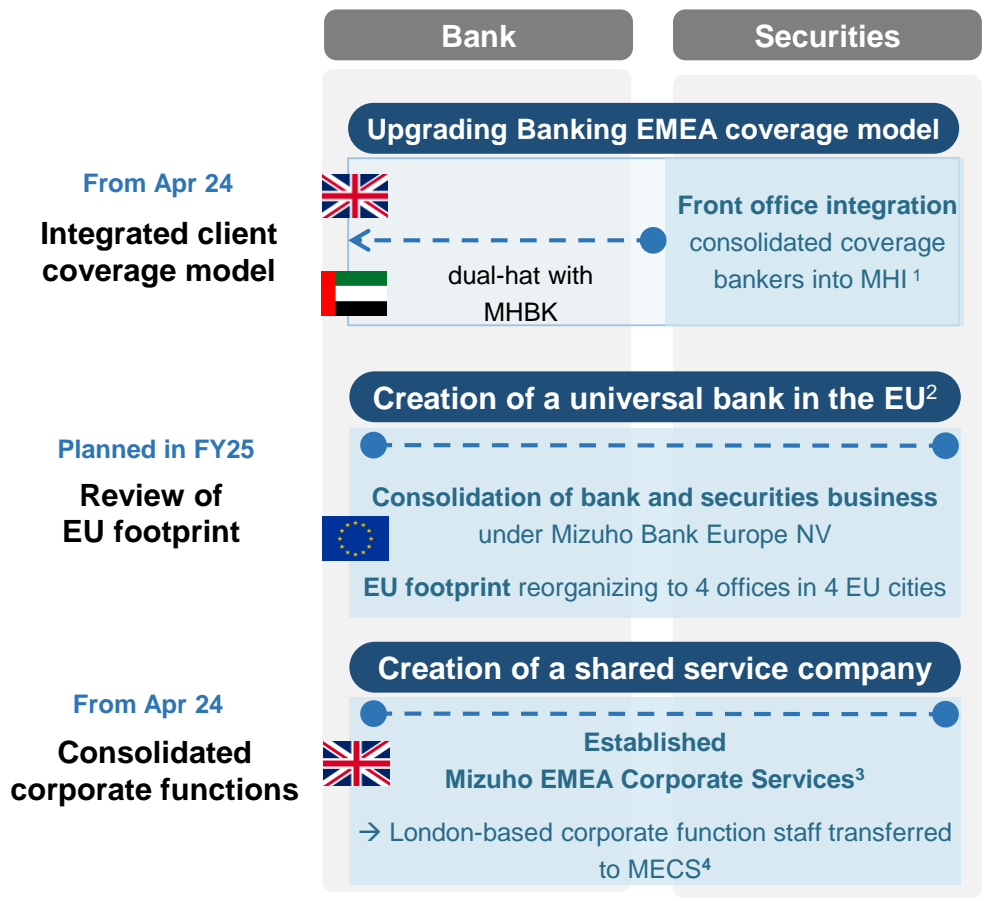 Bank
Securities
Upgrading Banking EMEA coverage model
From Apr 24
Integrated client
coverage model
dual-hat with
MHBK
Front office integration
consolidated coverage
bankers into MHI ¹
Creation of a universal bank in the EU²
Planned in FY25
Review of
EU footprint
Consolidation of bank and securities business
under Mizuho Bank Europe NV
EU footprint reorganizing to 4 offices in 4 EU cities
Creation of a shared service company
From Apr 24
Consolidated
corporate functions
Established
Mizuho EMEA Corporate Services³
→ London-based corporate function staff transferred
to MECS⁴